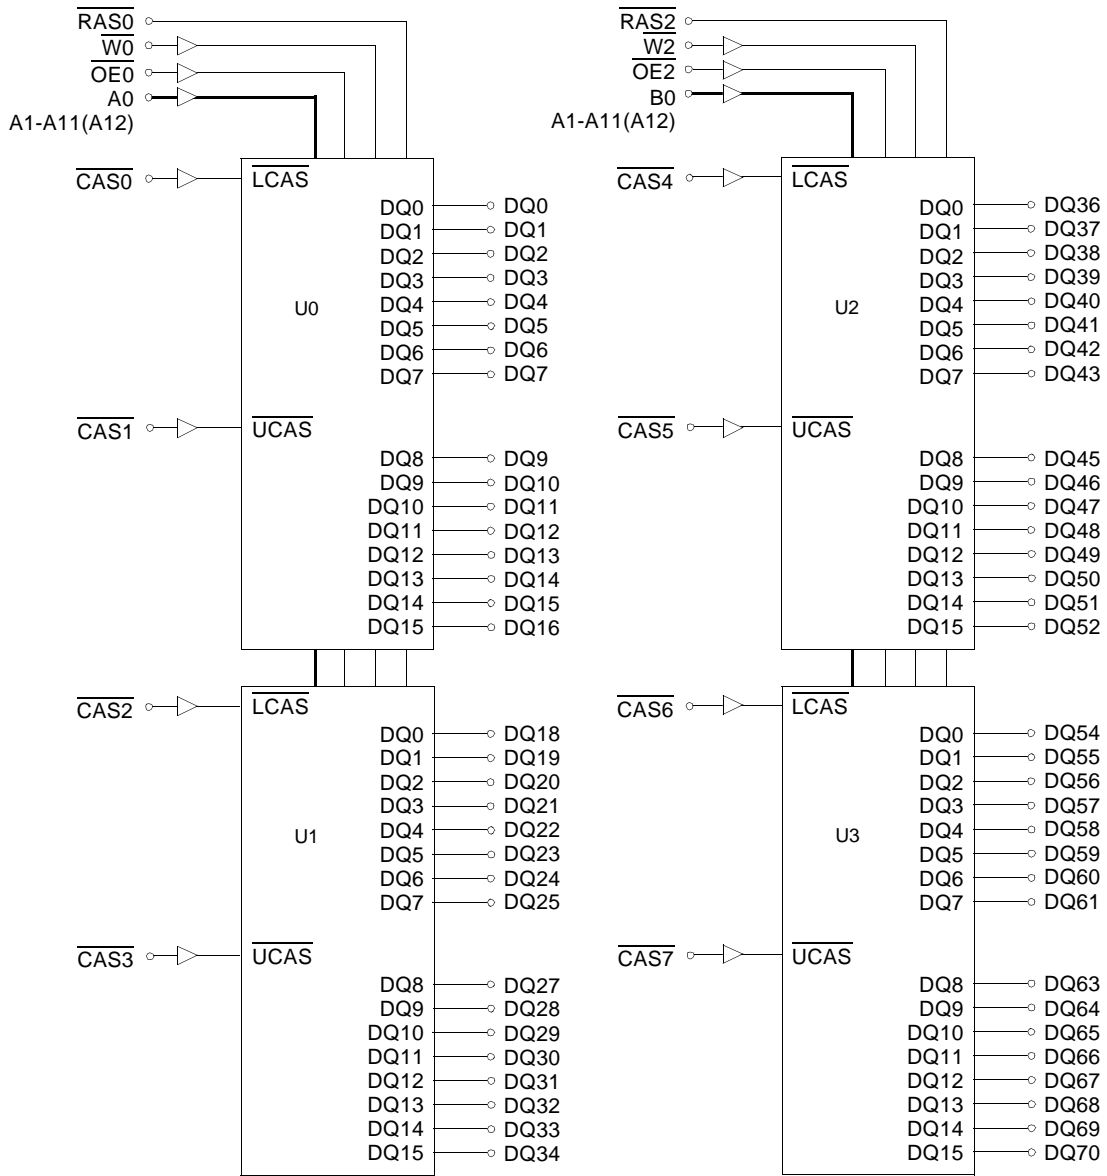 RAS0
W0
OE0
A0
A1-A11(A12)
CAS0
LCAS
DQ0 DQ0
DQ1 DQ1
DQ2 DQ2
DQ3 DQ3
DQ4 DQ4
U0
DQ5 DQ5
DQ6 DQ6
DQ7 DQ7
CAS1
UCAS
DQ8 DQ9
DQ9 DQ10
DQ10 DQ11
DQ11 DQ12
DQ12 DQ13
DQ13 DQ14
DQ14 DQ15
DQ15 DQ16
CAS2
LCAS
DQ0 DQ18
DQ1 DQ19
DQ2 DQ20
DQ3 DQ21
DQ4 DQ22
U1
DQ5 DQ23
DQ6 DQ24
DQ7 DQ25
CAS3
UCAS
DQ8 DQ27
DQ9 DQ28
DQ10 DQ29
DQ11 DQ30
DQ12 DQ31
DQ13 DQ32
DQ14 DQ33
DQ15 DQ34
RAS2
W2
OE2
B0
A1-A11(A12)
CAS4
LCAS
DQ0 DQ36
DQ1 DQ37
DQ2 DQ38
DQ3 DQ39
DQ4 DQ40
U2
DQ5 DQ41
DQ6 DQ42
DQ7 DQ43
CAS5
UCAS
DQ8 DQ45
DQ9 DQ46
DQ10 DQ47
DQ11 DQ48
DQ12 DQ49
DQ13 DQ50
DQ14 DQ51
DQ15 DQ52
CAS6
LCAS
DQ0 DQ54
DQ1 DQ55
DQ2 DQ56
DQ3 DQ57
DQ4 DQ58
U3
DQ5 DQ59
DQ6 DQ60
DQ7 DQ61
CAS7
UCAS
DQ8 DQ63
DQ9 DQ64
DQ10 DQ65
DQ11 DQ66
DQ12 DQ67
DQ13 DQ68
DQ14 DQ69
DQ15 DQ70